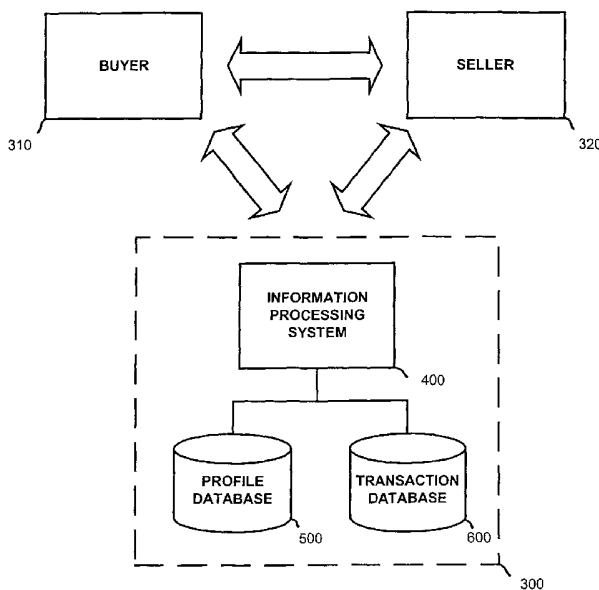 BUYER
SELLER
310
320
INFORMATION
PROCESSING
SYSTEM
400
PROFILE
DATABASE
TRANSACTION
DATABASE
500
600
300